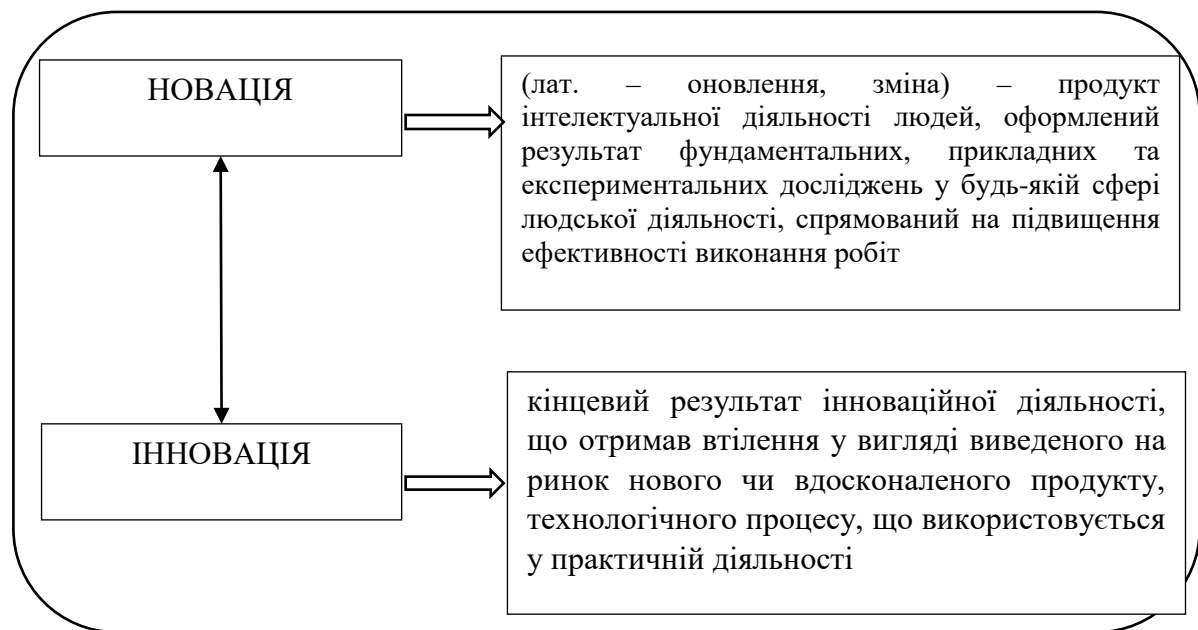 НОВАЦІЯ
(лат. – оновлення, зміна) – продукт
інтелектуальної діяльності людей, оформлений
результат фундаментальних, прикладних та
експериментальних досліджень у будь-якій сфері
людської діяльності, спрямований на підвищення
ефективності виконання робіт
ІННОВАЦІЯ
кінцевий результат інноваційної діяльності,
що отримав втілення у вигляді виведеного на
ринок нового чи вдосконаленого продукту,
технологічного процесу, що використовується
у практичній діяльності